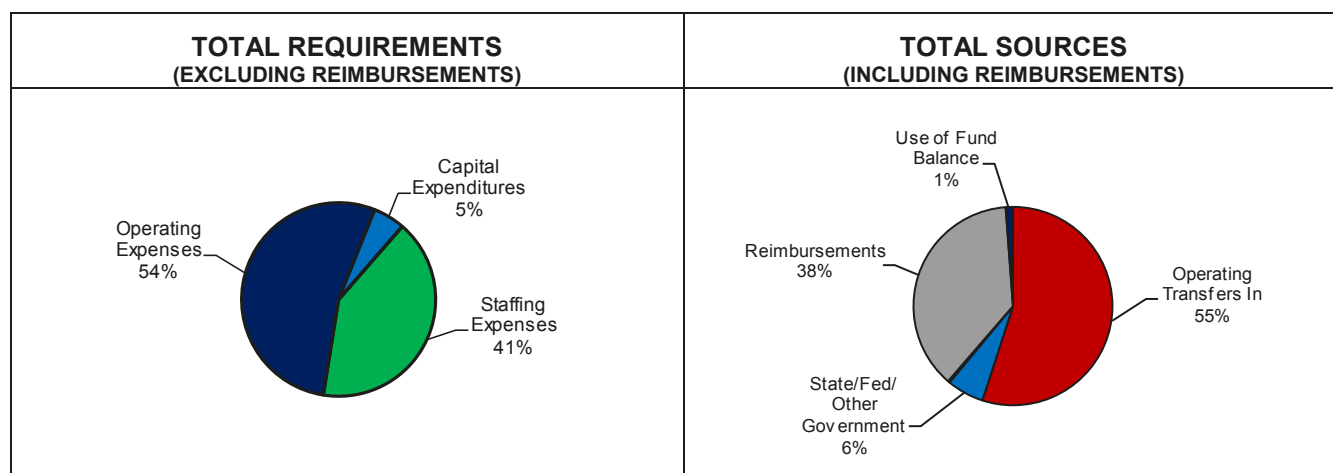 TOTAL REQUIREMENTS
(EXCLUDING REIMBURSEMENTS)
TOTAL SOURCES
(INCLUDING REIMBURSEMENTS)
Capital
Expenditures
5%
Operating
Expenses
54%
Staffing
Expenses
41%
Use of Fund
Balance
1%
Reimbursements
38%
Operating
Transfers In
55%
State/Fed/
Other
Government
6%